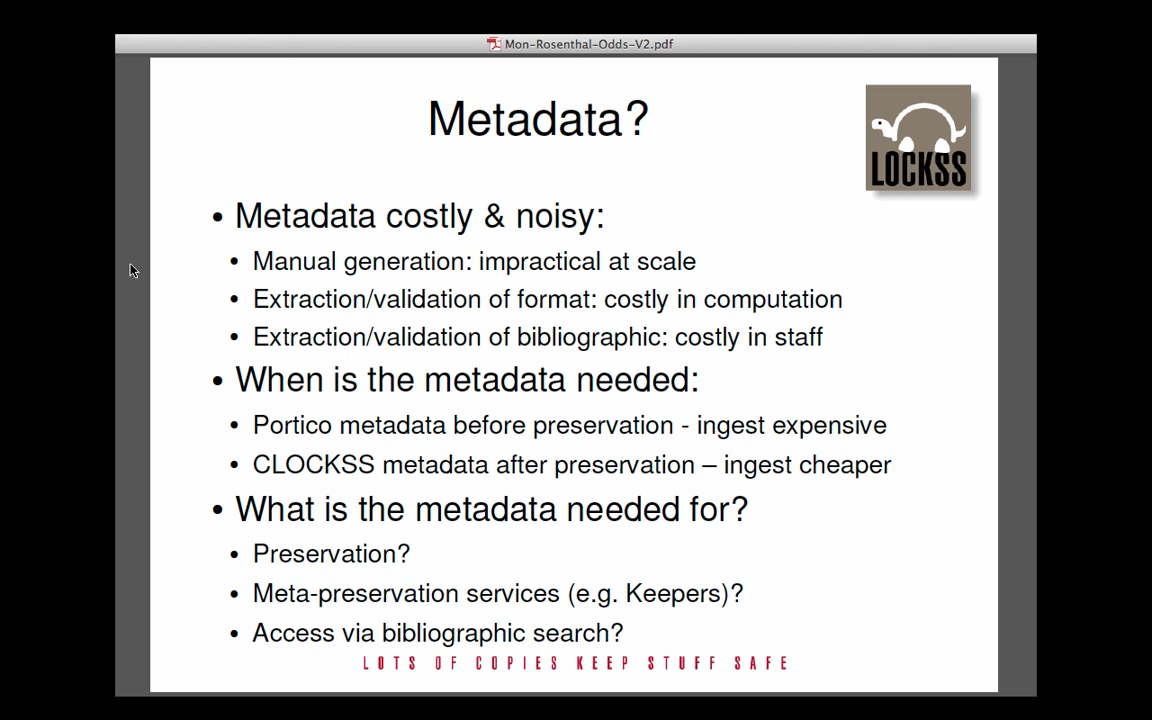 Mon-Rosenthal-Odds-V2.pdf
Metadata?
LOCKSS
• Metadata costly & noisy:
• Manual generation: impractical at scale
• Extraction/validation of format: costly in computation
• Extraction/validation of bibliographic: costly in staff
• When is the metadata needed:
• Portico metadata before preservation - ingest expensive
• CLOCKSS metadata after preservation – ingest cheaper
• What is the metadata needed for?
• Preservation?
• Meta-preservation services (e.g. Keepers)?
• Access via bibliographic search?
LOTS OF COPIES KEEP STUFF SAFE